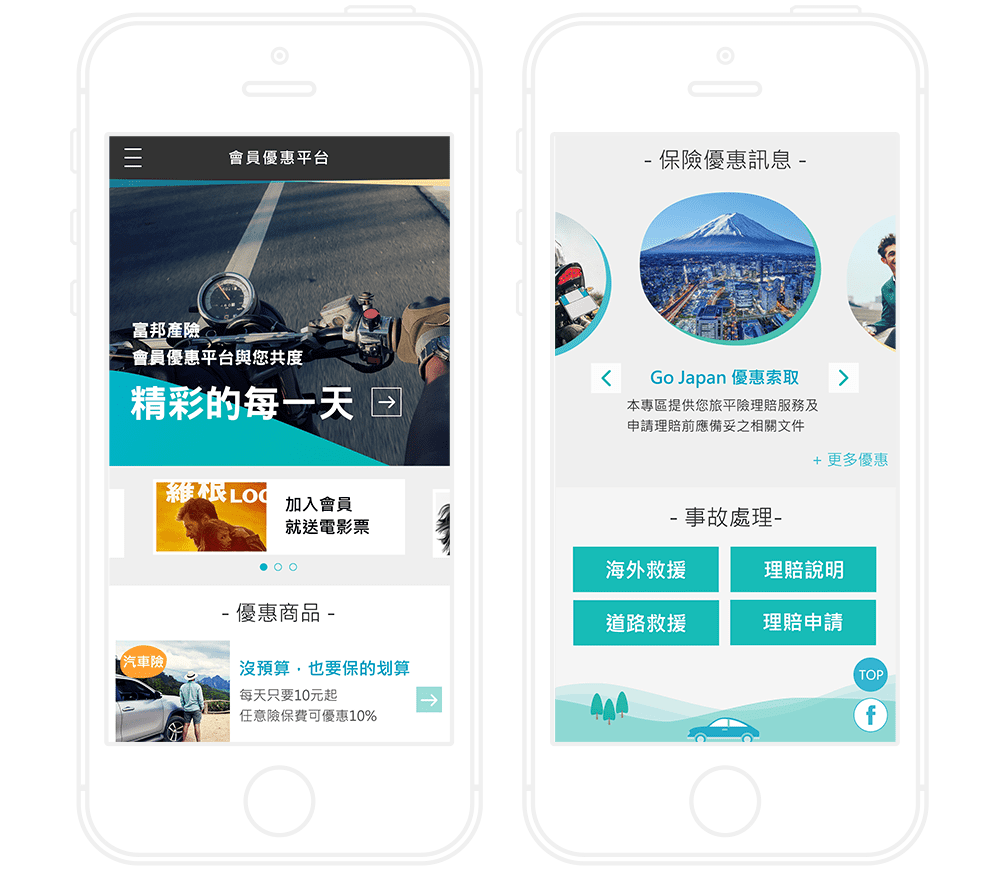 會員優惠平台
富邦產險
會員優惠平台與您共度
精彩的每一天
羅根LOG
加入會員
就送電影票
- 優惠商品 -
汽車險
沒預算．也要保的划算
每天只要10元起
任意險保費可優惠10%
- 保險優惠訊息 -
Go Japan 優惠索取
本專區提供您旅平險理賠服務及
申請理賠前應備妥之相關文件
+ 更多優惠
- 事故處理-
海外救援
理賠說明
道路救援
理賠申請
TOP
f